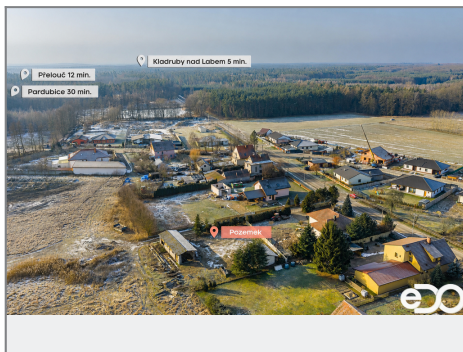 Kladruby nad Labem 5 min.
Přelouč 12 min.
Pardubice 30 min.
Pozemek
eDO